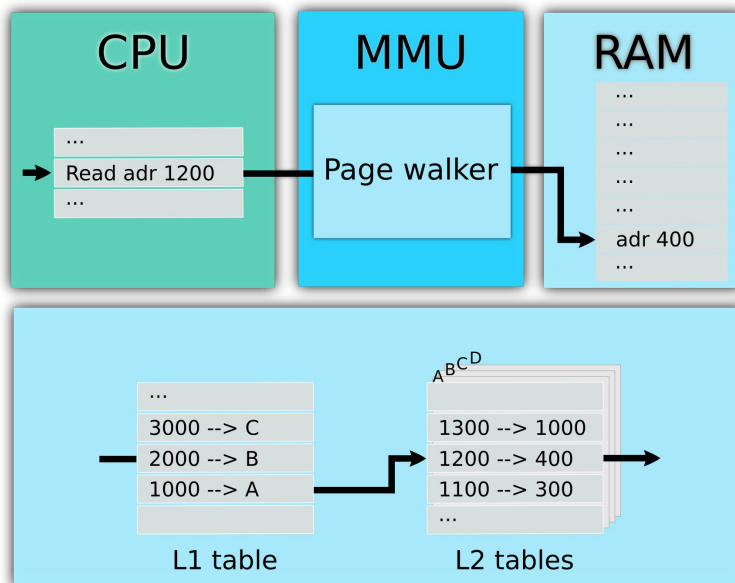 CPU
...
Read adr 1200
...
MMU
Page walker
RAM
...
...
...
...
...
adr 400
...
...
3000 --> C
2000 --> B
1000 --> A
L1 table
A B C D
1300 --> 1000
1200 --> 400
1100 --> 300
...
L2 tables